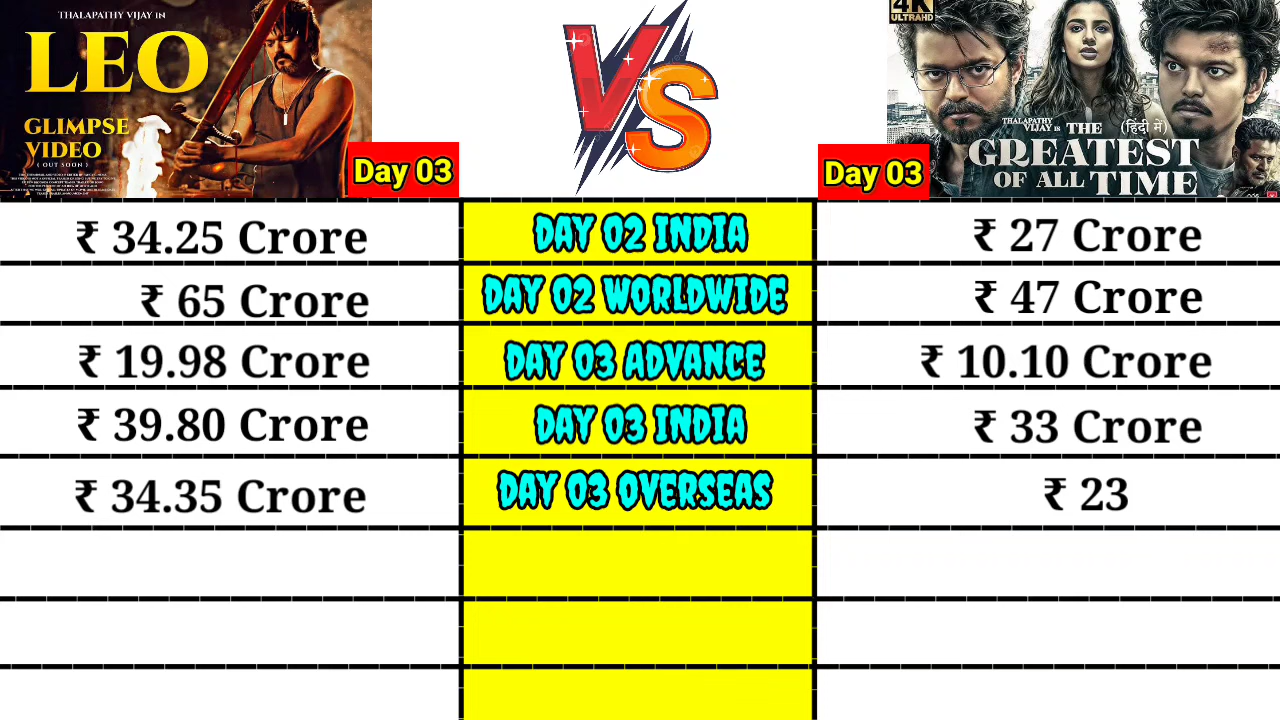 THALAPATHY VIJAY IN
LEO
GLIMPSE
VIDEO
( OUT SOON )
Day 03
VS
4K
ULTRAHD
THALAPATHY
VIJAY IS THE (हिंदी में)
GREATEST
OF ALL TIME
Day 03
₹ 34.25 Crore DAY 02 INDIA ₹ 27 Crore
₹ 65 Crore DAY 02 WORLDWIDE ₹ 47 Crore
₹ 19.98 Crore DAY 03 ADVANCE ₹ 10.10 Crore
₹ 39.80 Crore DAY 03 INDIA ₹ 33 Crore
₹ 34.35 Crore DAY 03 OVERSEAS ₹ 23